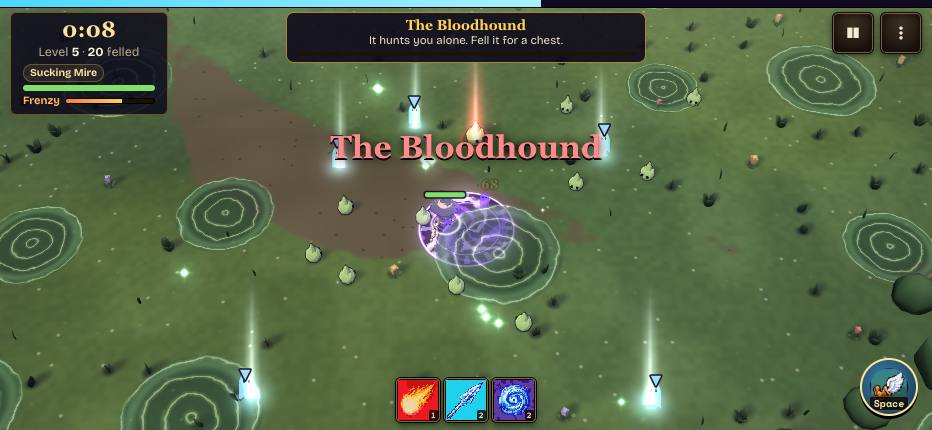 0:08
Level 5 · 20 felled
Sucking Mire
Frenzy
The Bloodhound
It hunts you alone. Fell it for a chest.
The Bloodhound
68
1
2
2
Space